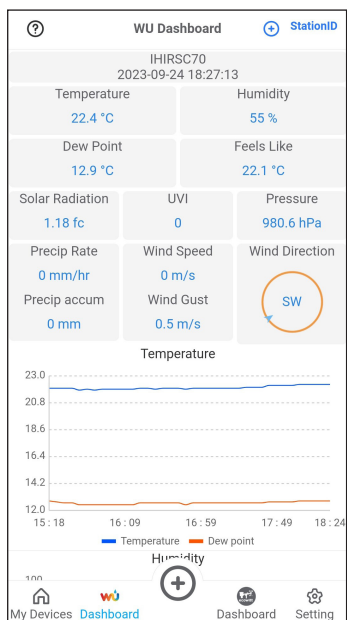 WU Dashboard
StationID
IHIRSC70
2023-09-24 18:27:13
Temperature
Humidity
22.4 °C
55 %
Dew Point
Feels Like
12.9 °C
22.1 °C
Solar Radiation
UVI
Pressure
1.18 fc
0
980.6 hPa
Precip Rate
Wind Speed
Wind Direction
0 mm/hr
0 m/s
Precip accum
Wind Gust
SW
0 mm
0.5 m/s
Temperature
23.0
20.8
18.6
16.4
14.2
12.0
15 : 18 16 : 09 16 : 59 17 : 49 18 : 24
Temperature Dew point
Humidity
100
wu
My Devices Dashboard Dashboard Setting